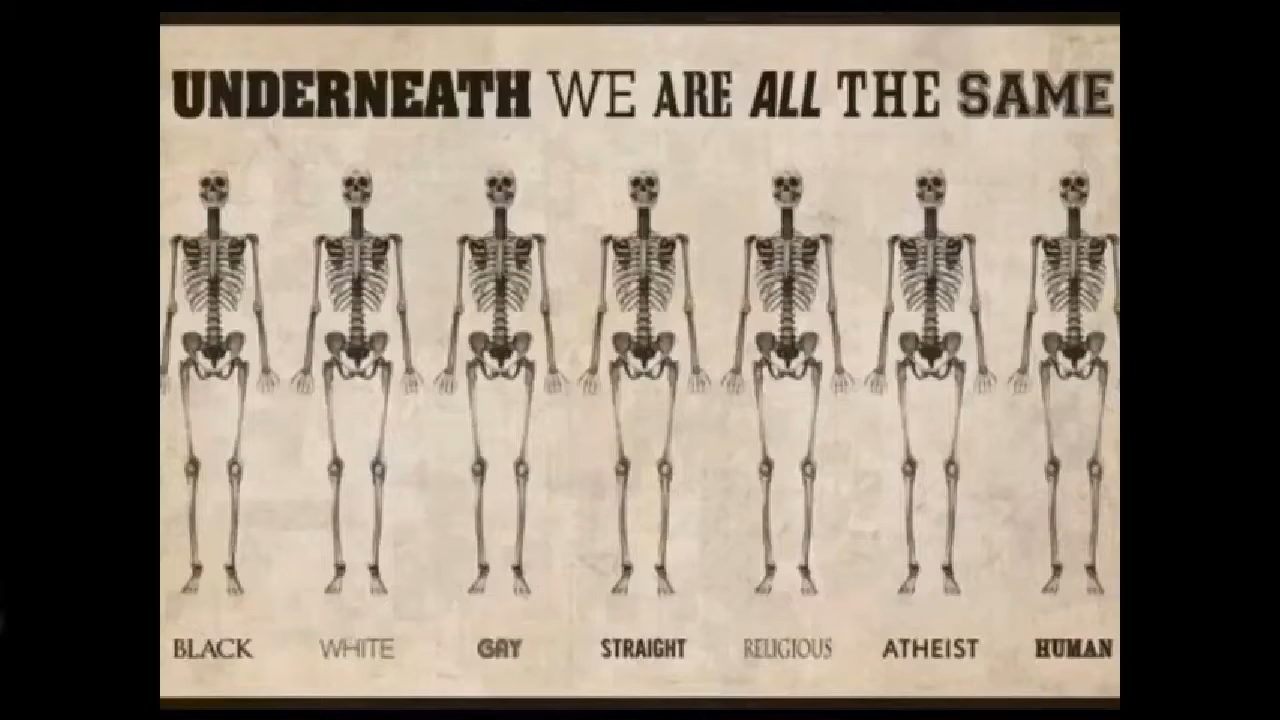 UNDERNEATH WE ARE ALL THE SAME
BLACK WHITE GAY STRAIGHT RELIGIOUS ATHEIST HUMAN